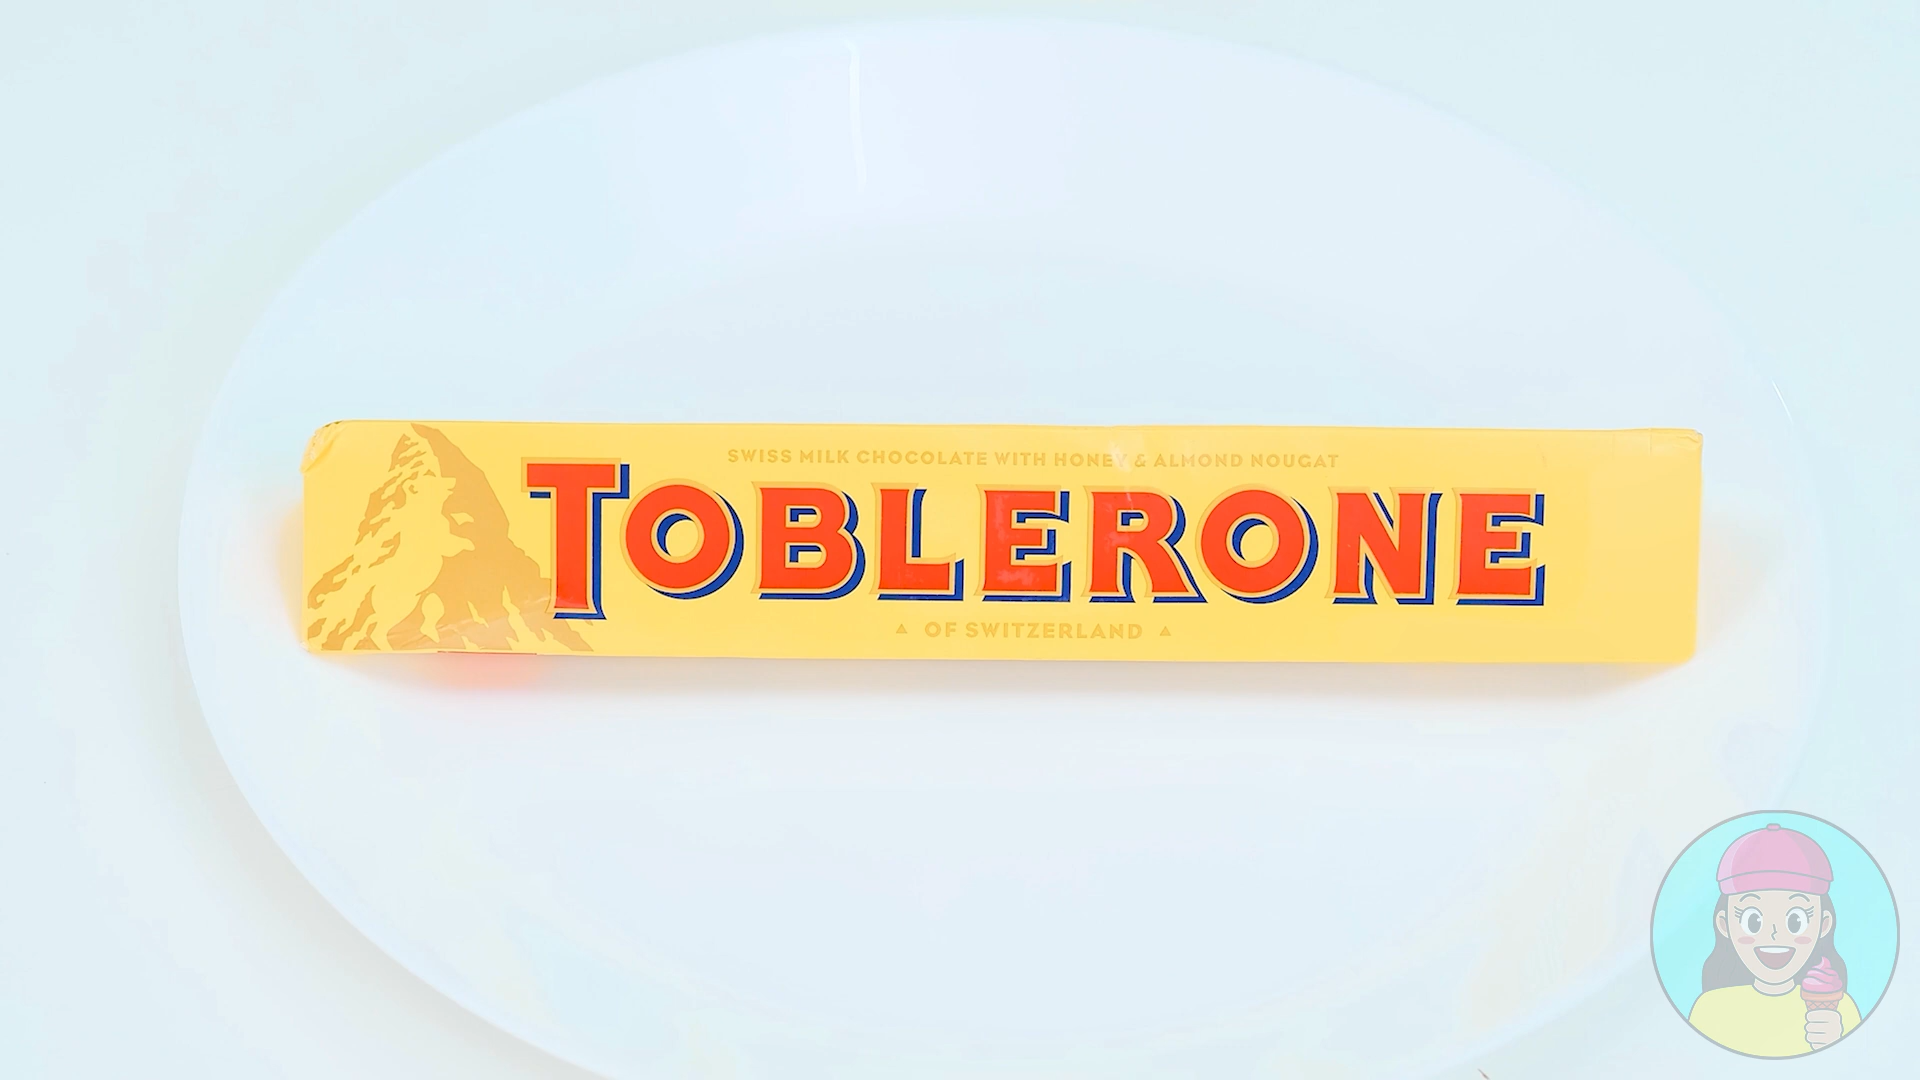 SWISS MILK CHOCOLATE WITH HONEY & ALMOND NOUGAT
TOBLERONE
OF SWITZERLAND